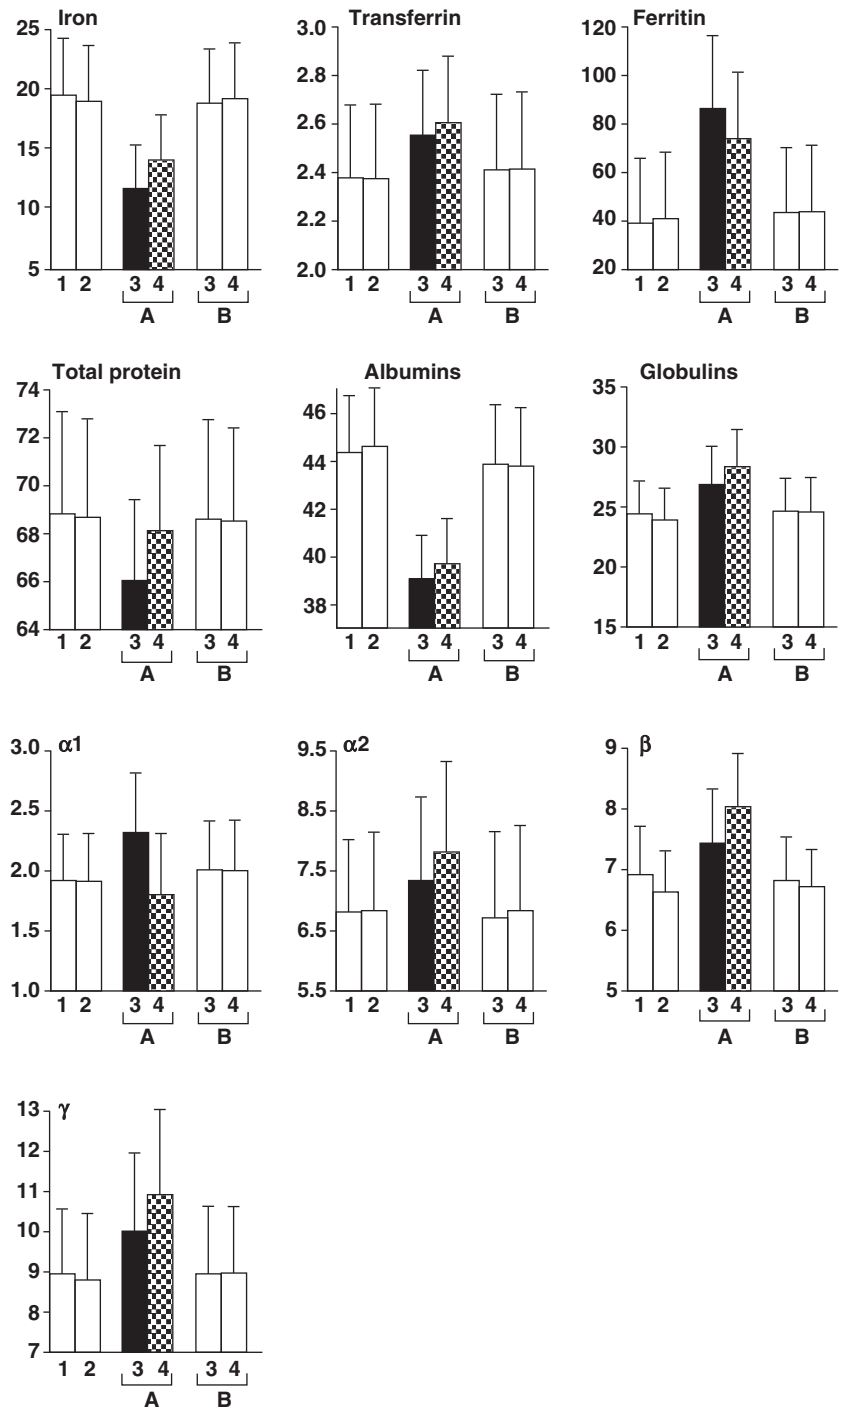 Iron
25
20
15
10
5
1 2 3 4 3 4
A B
Transferrin
3.0
2.8
2.6
2.4
2.2
2.0
1 2 3 4 3 4
A B
Ferritin
120
100
80
60
40
20
1 2 3 4 3 4
A B
Total protein
74
72
70
68
66
64
1 2 3 4 3 4
A B
Albumins
46
44
42
40
38
1 2 3 4 3 4
A B
Globulins
35
30
25
20
15
1 2 3 4 3 4
A B
α1
3.0
2.5
2.0
1.5
1.0
1 2 3 4 3 4
A B
α2
9.5
8.5
7.5
6.5
5.5
1 2 3 4 3 4
A B
β
9
8
7
6
5
1 2 3 4 3 4
A B
γ
13
12
11
10
9
8
7
1 2 3 4 3 4
A B